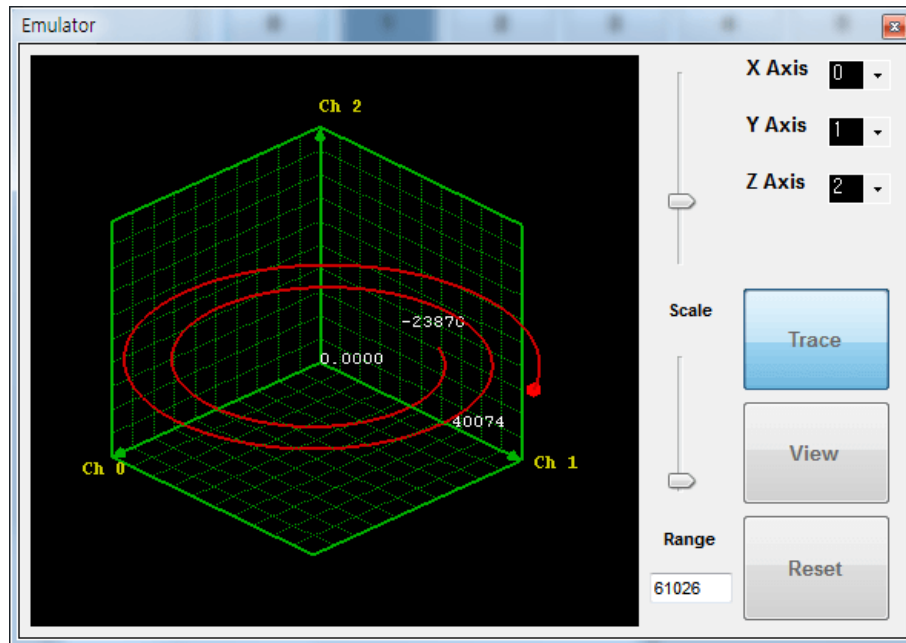 Emulator
Ch 2
-23870
0.0000
40074
Ch 0
Ch 1
X Axis
0
Y Axis
1
Z Axis
2
Scale
Trace
View
Range
61026
Reset